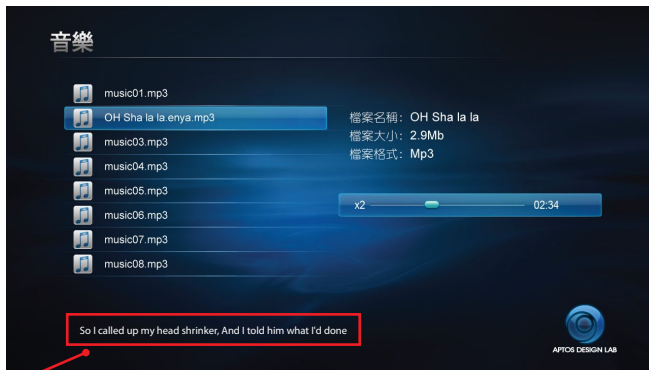 音樂
music01.mp3
OH Sha la la.enya.mp3
music03.mp3
music04.mp3
music05.mp3
music06.mp3
music07.mp3
music08.mp3
檔案名稱: OH Sha la la
檔案大小: 2.9Mb
檔案格式: Mp3
x2 02:34
So I called up my head shrinker, And I told him what I'd done
APTOS DESIGN LAB